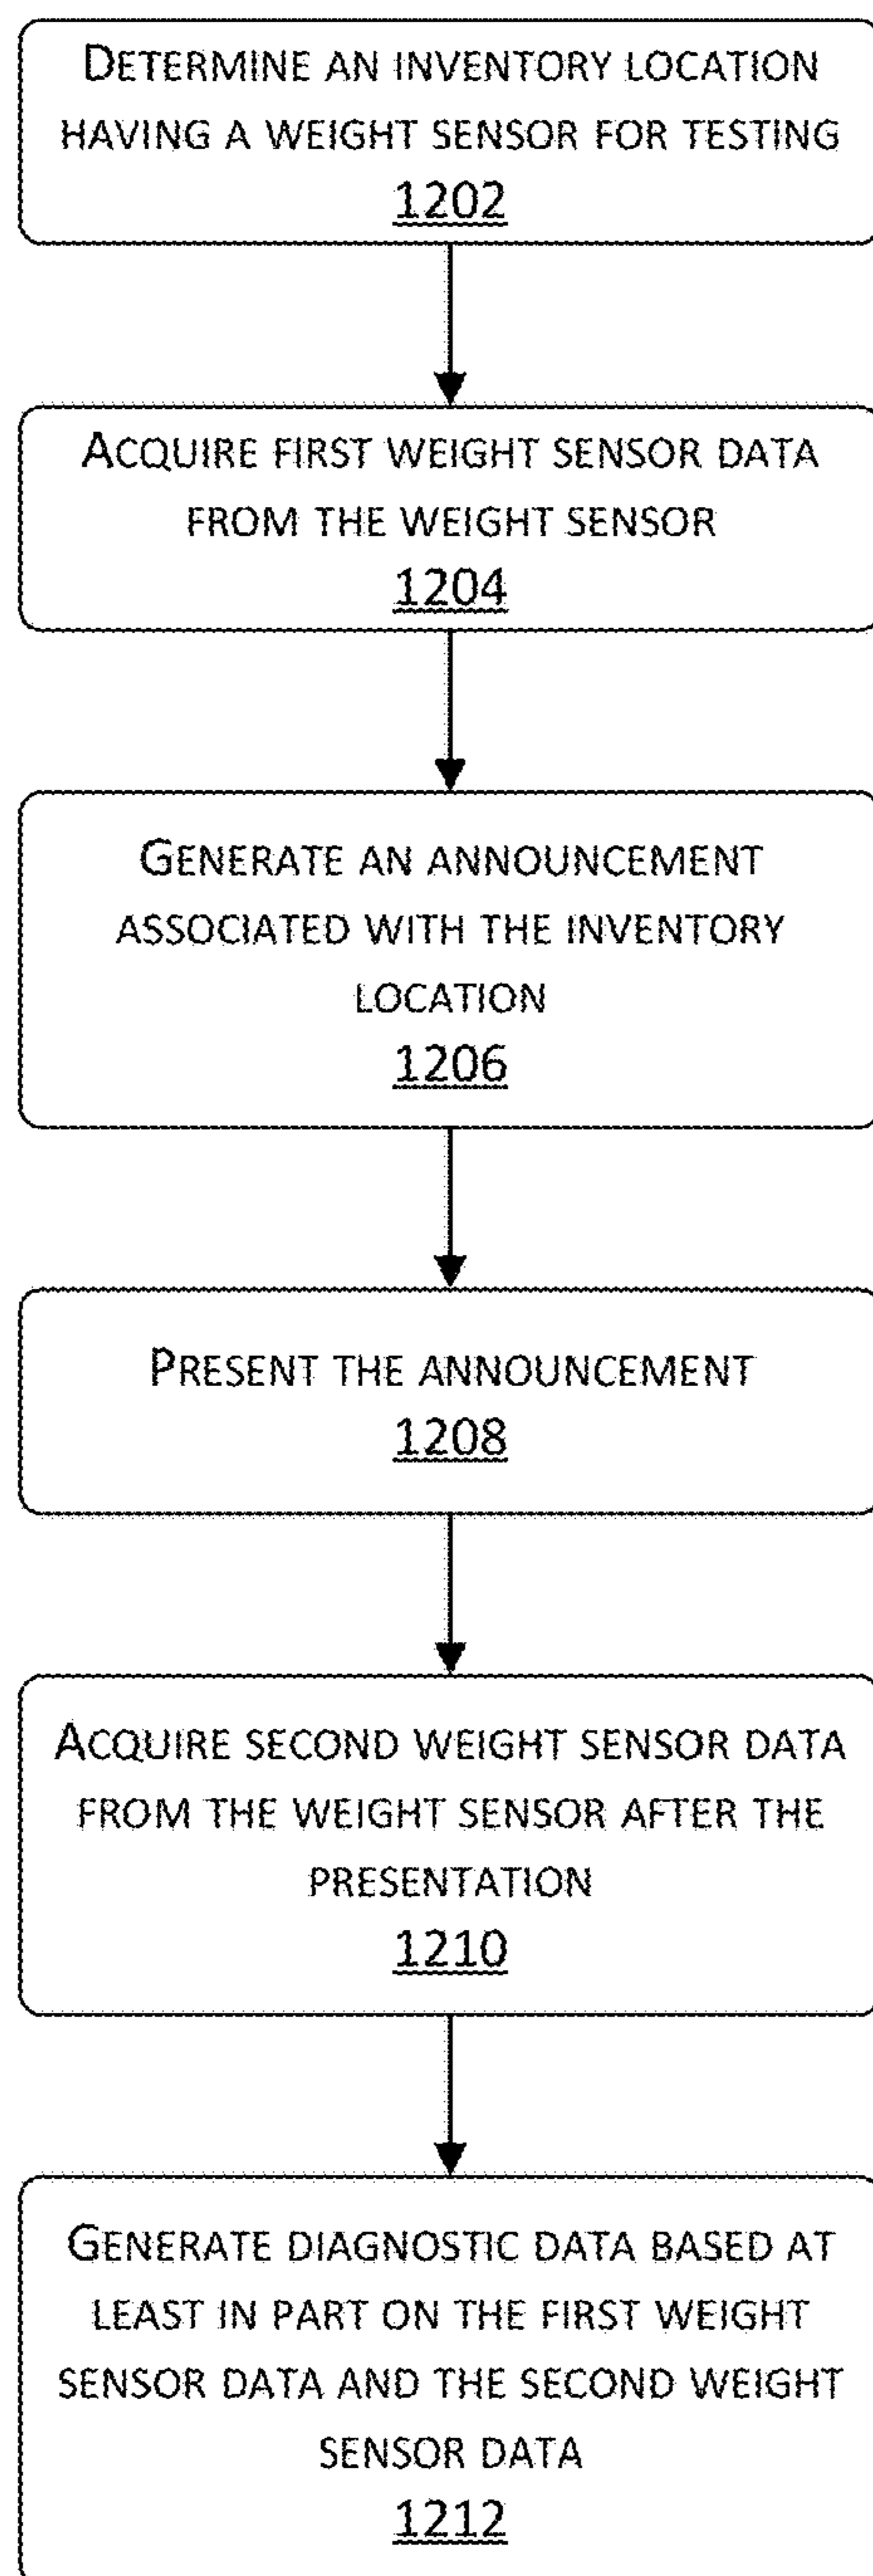 DETERMINE AN INVENTORY LOCATION
HAVING A WEIGHT SENSOR FOR TESTING
1202
ACQUIRE FIRST WEIGHT SENSOR DATA
FROM THE WEIGHT SENSOR
1204
GENERATE AN ANNOUNCEMENT
ASSOCIATED WITH THE INVENTORY
LOCATION
1206
PRESENT THE ANNOUNCEMENT
1208
ACQUIRE SECOND WEIGHT SENSOR DATA
FROM THE WEIGHT SENSOR AFTER THE
PRESENTATION
1210
GENERATE DIAGNOSTIC DATA BASED AT
LEAST IN PART ON THE FIRST WEIGHT
SENSOR DATA AND THE SECOND WEIGHT
SENSOR DATA
1212